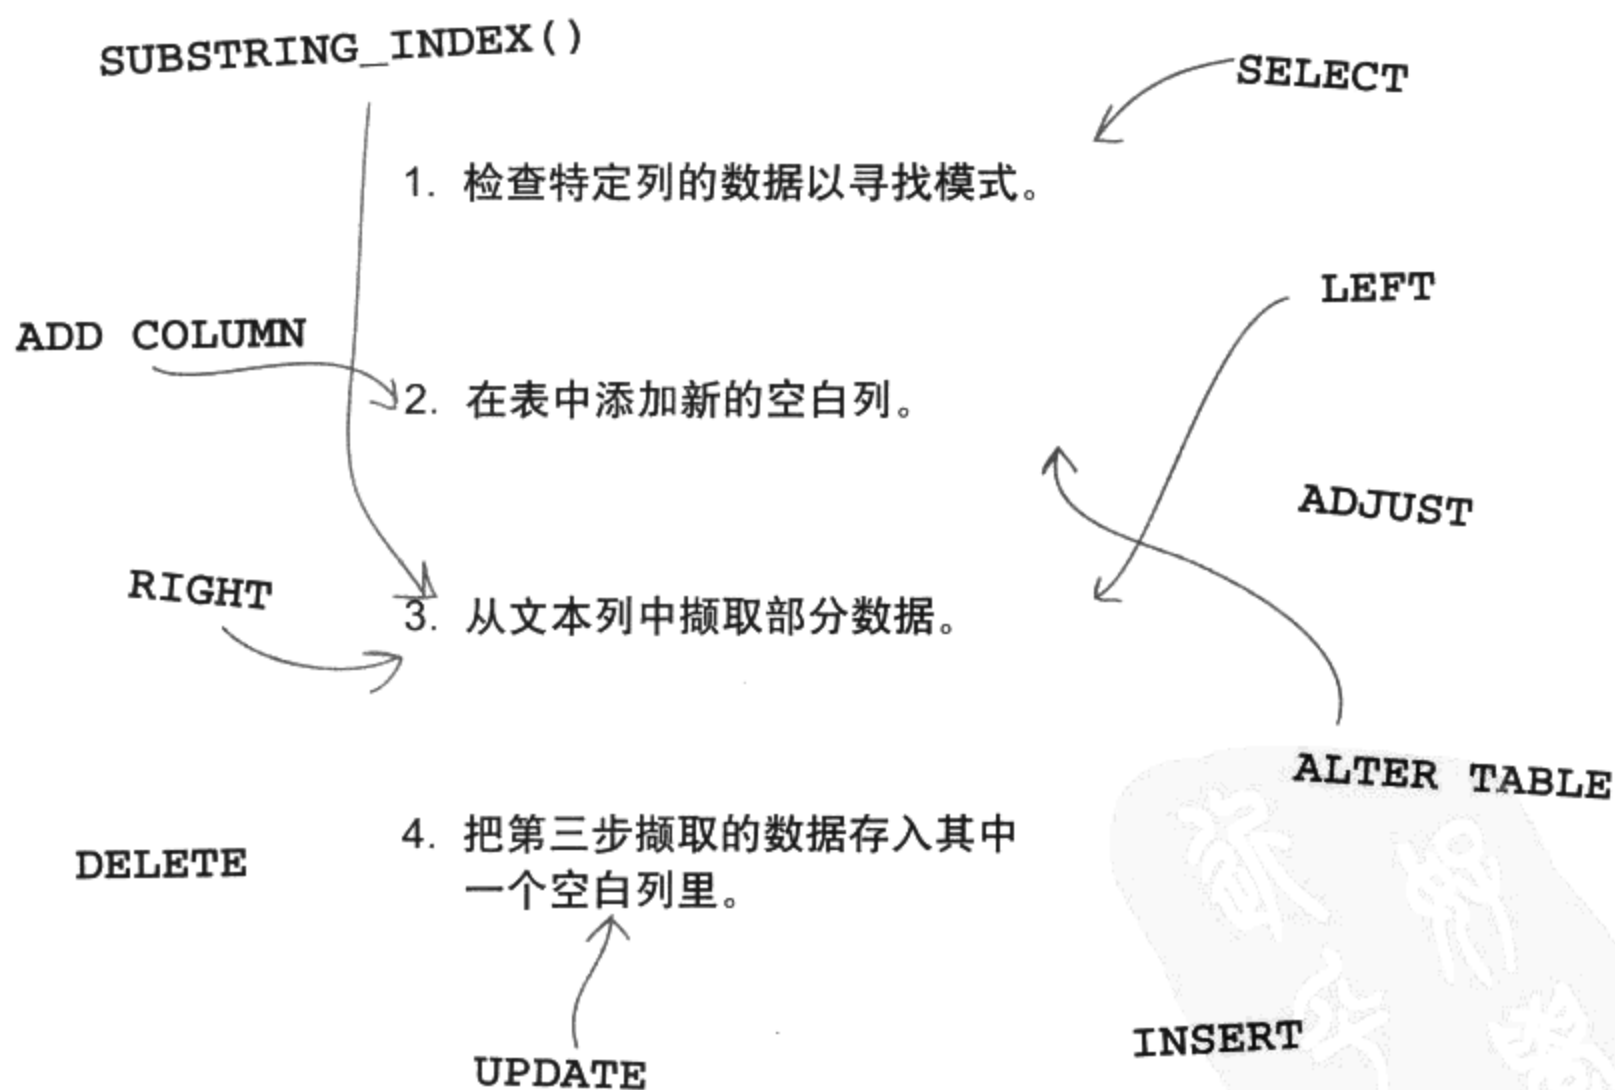 SUBSTRING_INDEX()
SELECT
1. 检查特定列的数据以寻找模式。
LEFT
ADD COLUMN
2. 在表中添加新的空白列。
ADJUST
RIGHT
3. 从文本列中撷取部分数据。
ALTER TABLE
4. 把第三步撷取的数据存入其中
一个空白列里。
DELETE
INSERT
UPDATE